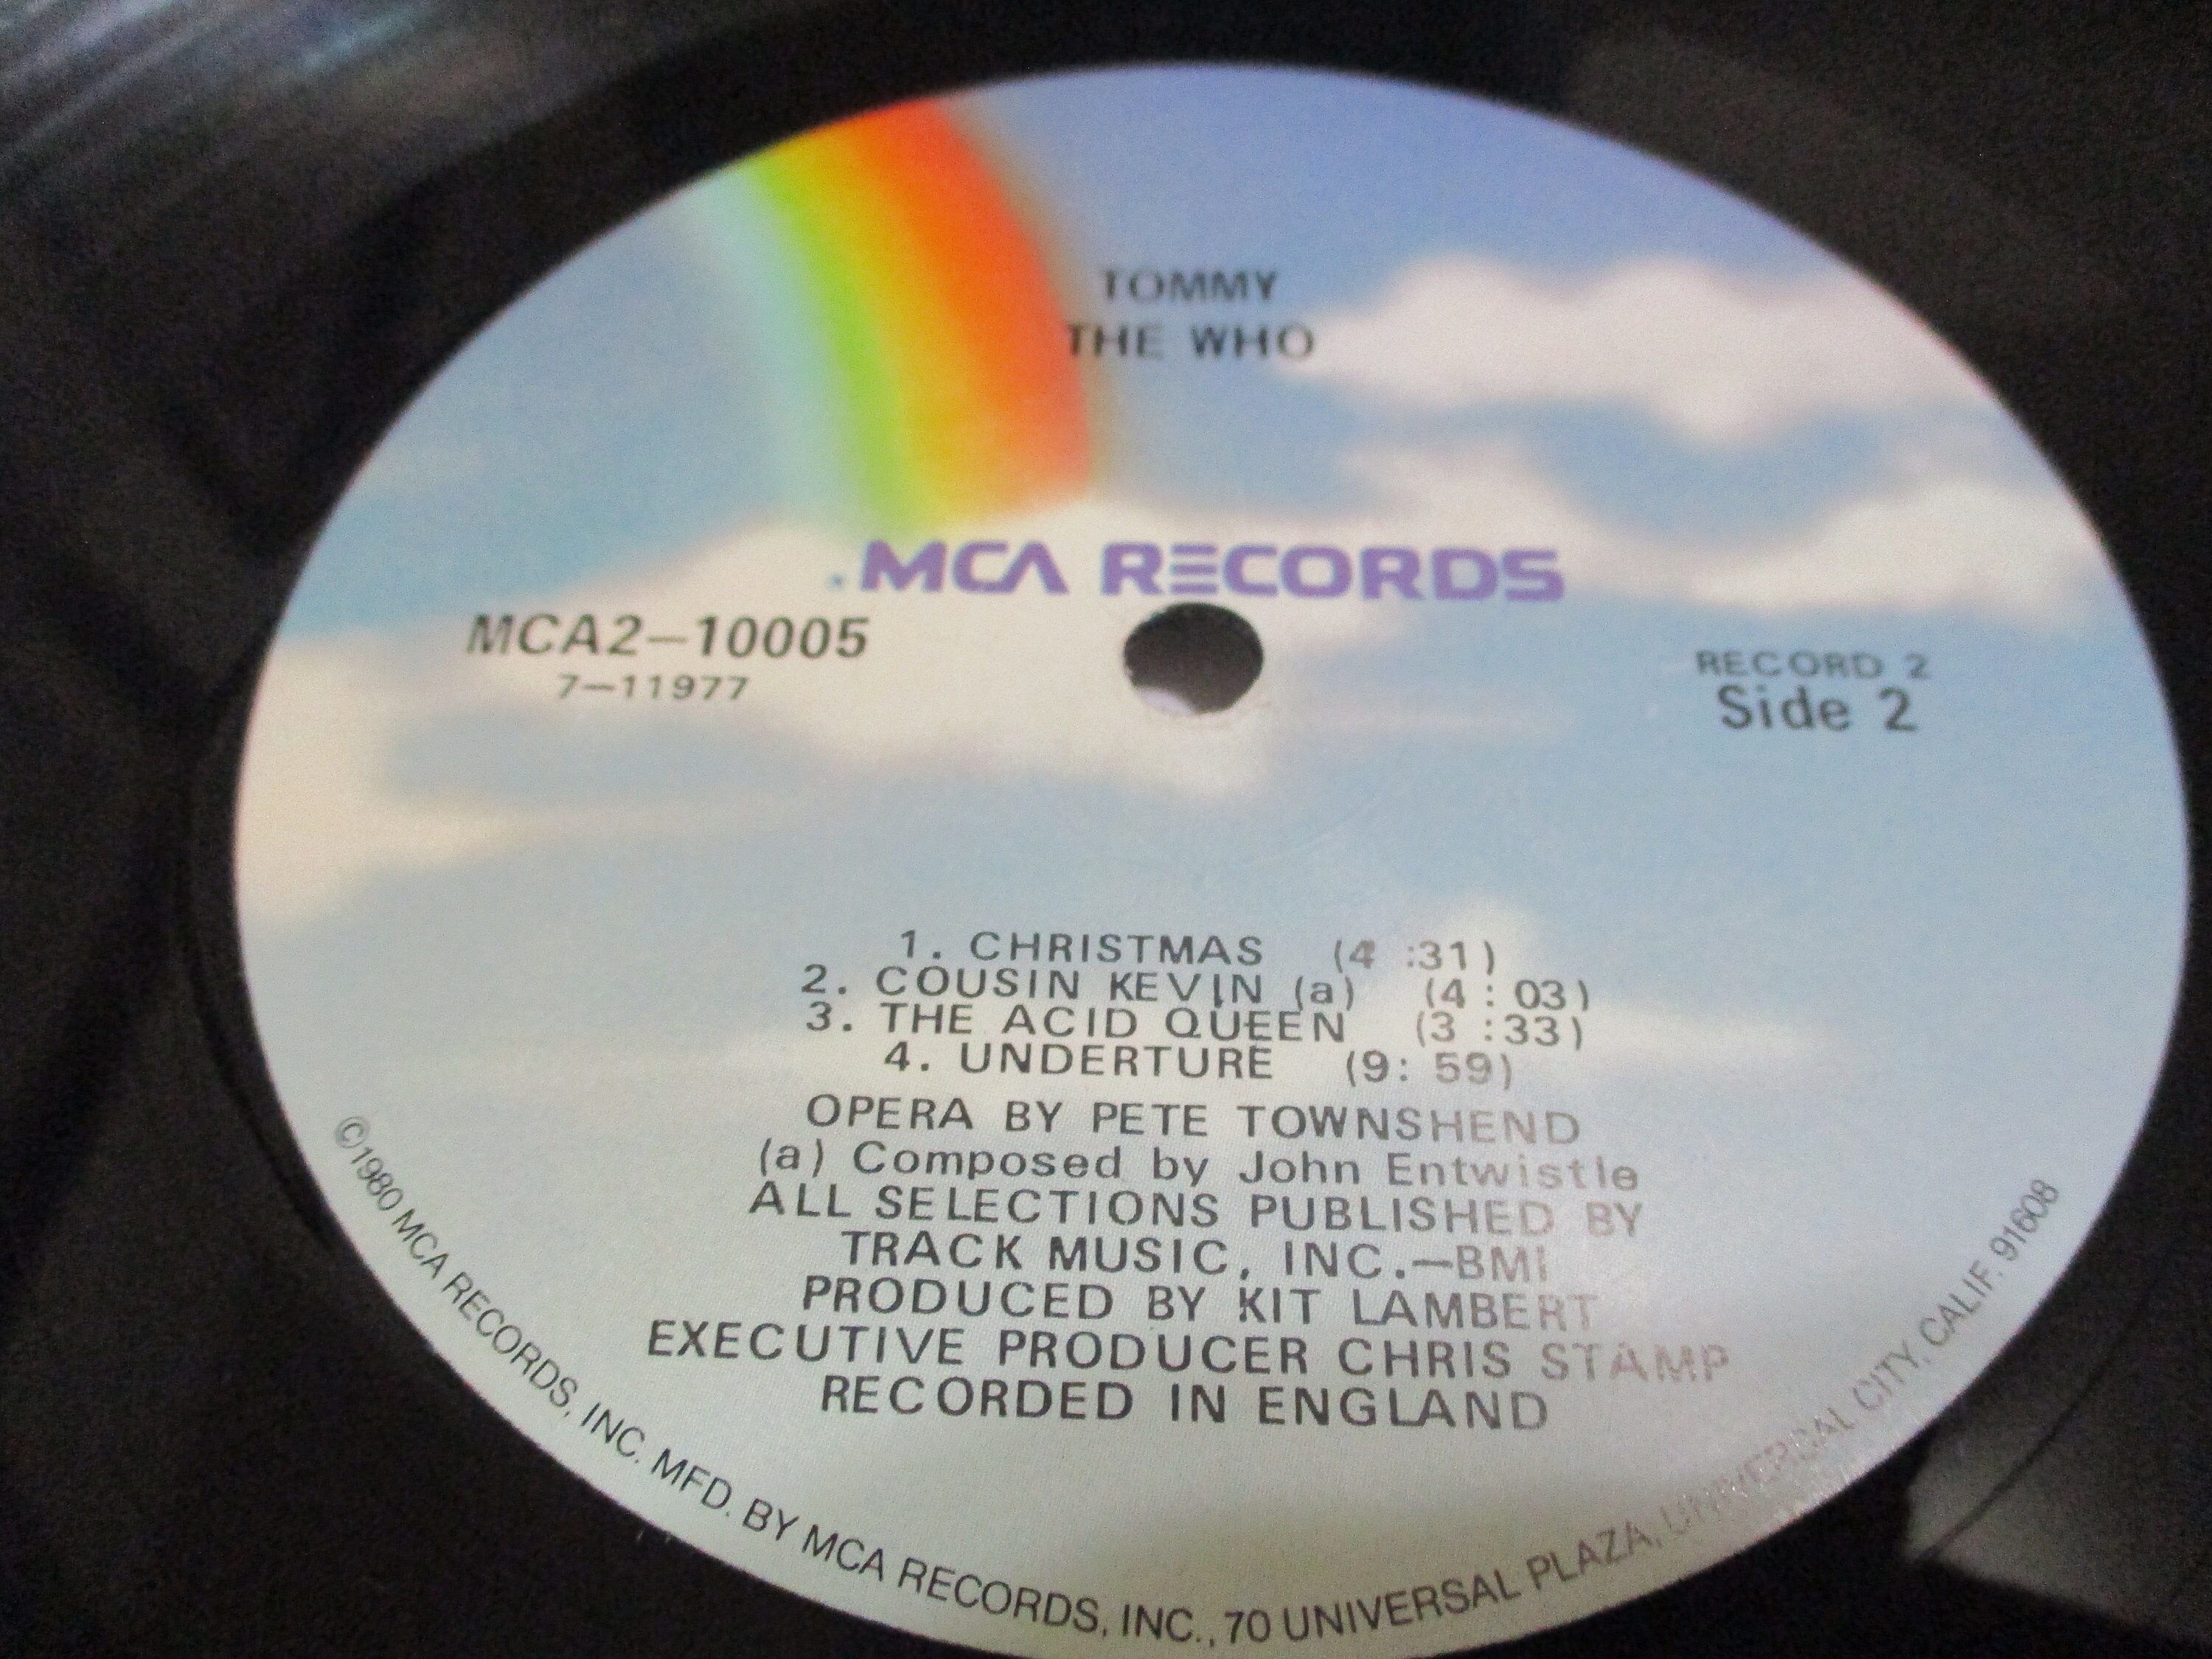 TOMMY
THE WHO
MCA RECORDS
MCA2—10005
7—11977
RECORD 2
Side 2
1. CHRISTMAS (4 :31)
2. COUSIN KEVIN (a) (4 : 03)
3. THE ACID QUEEN (3 :33)
4. UNDERTURE (9: 59)
OPERA BY PETE TOWNSHEND
(a) Composed by John Entwistle
ALL SELECTIONS PUBLISHED BY
TRACK MUSIC, INC.—BMI
PRODUCED BY KIT LAMBERT
EXECUTIVE PRODUCER CHRIS STAMP
RECORDED IN ENGLAND
©1980 MCA RECORDS, INC. MFD. BY MCA RECORDS, INC., 70 UNIVERSAL PLAZA, UNIVERSAL CITY, CALIF. 91608